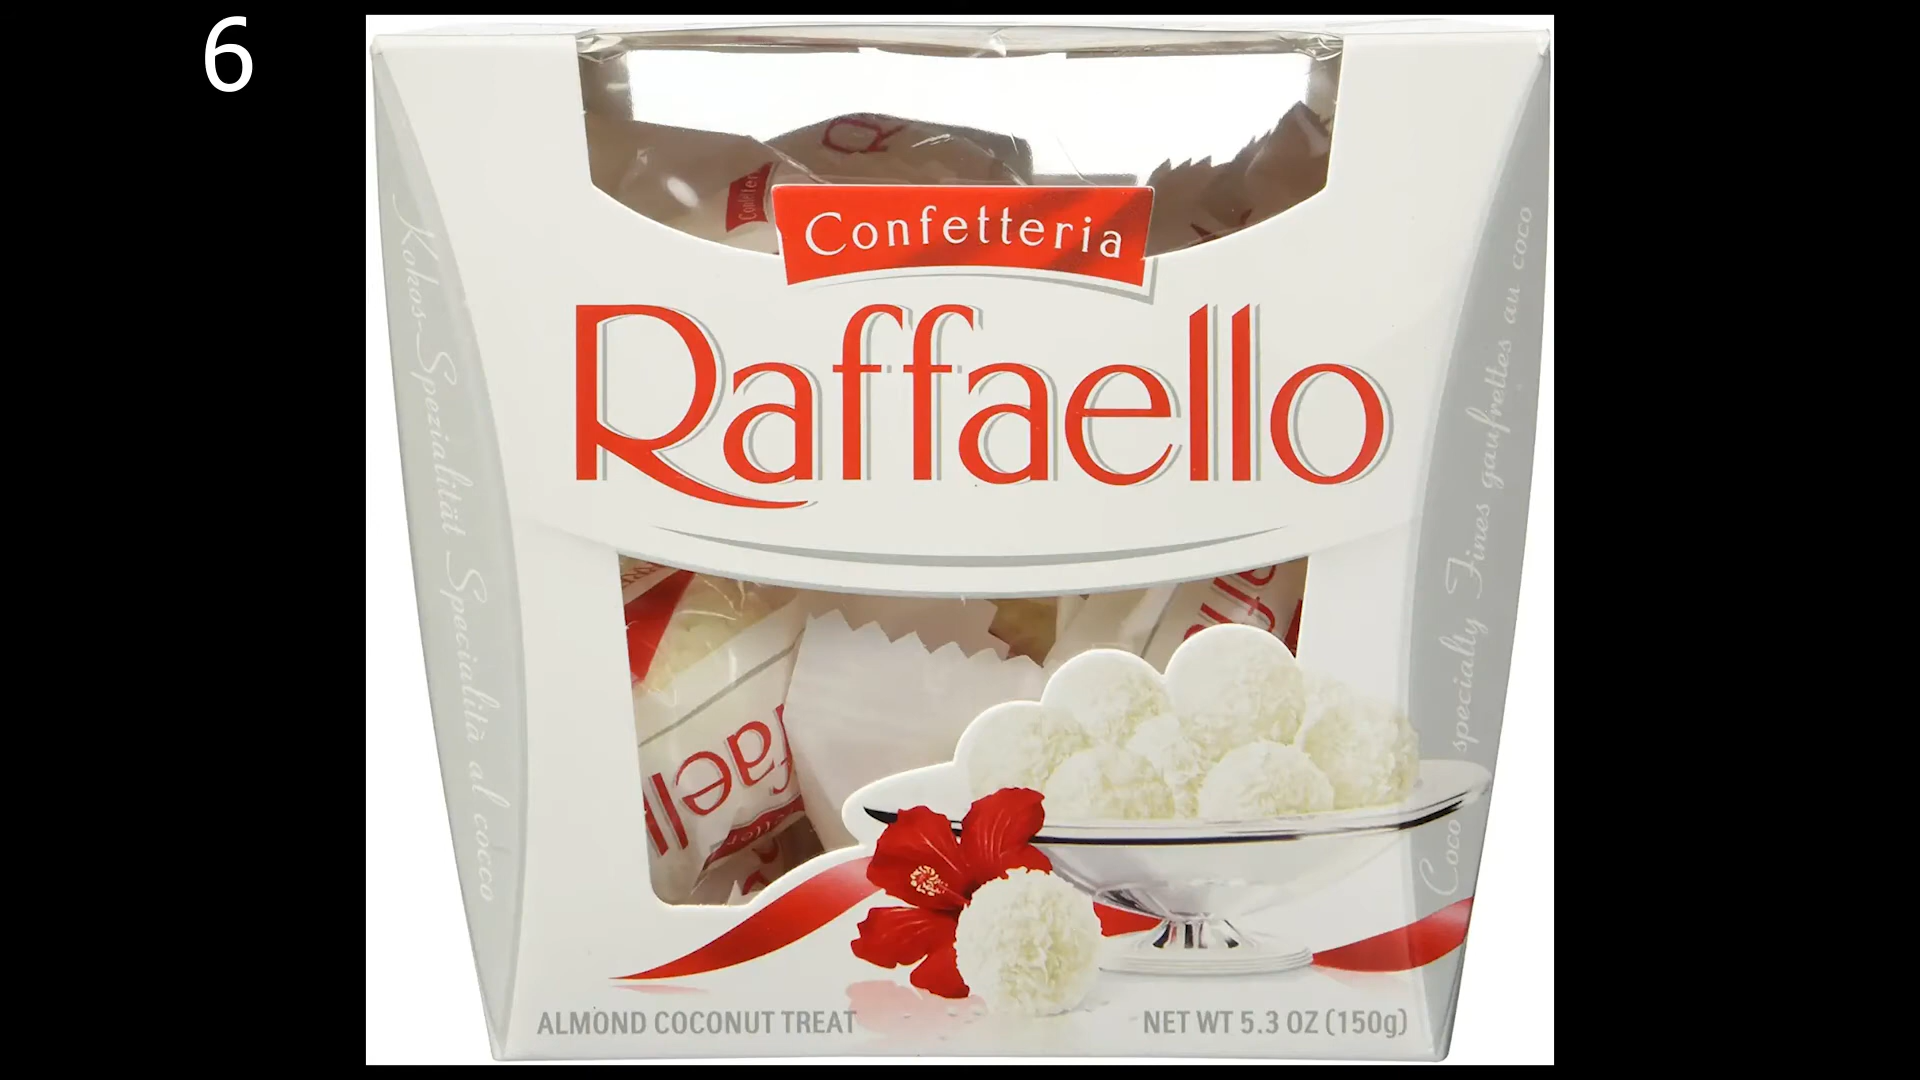 6
Confetteria
Raffaello
Kokos-Spezialität Specialità al cocco
Coco specialty Fines gaufrettes au coco
ALMOND COCONUT TREAT
NET WT 5.3 OZ (150g)